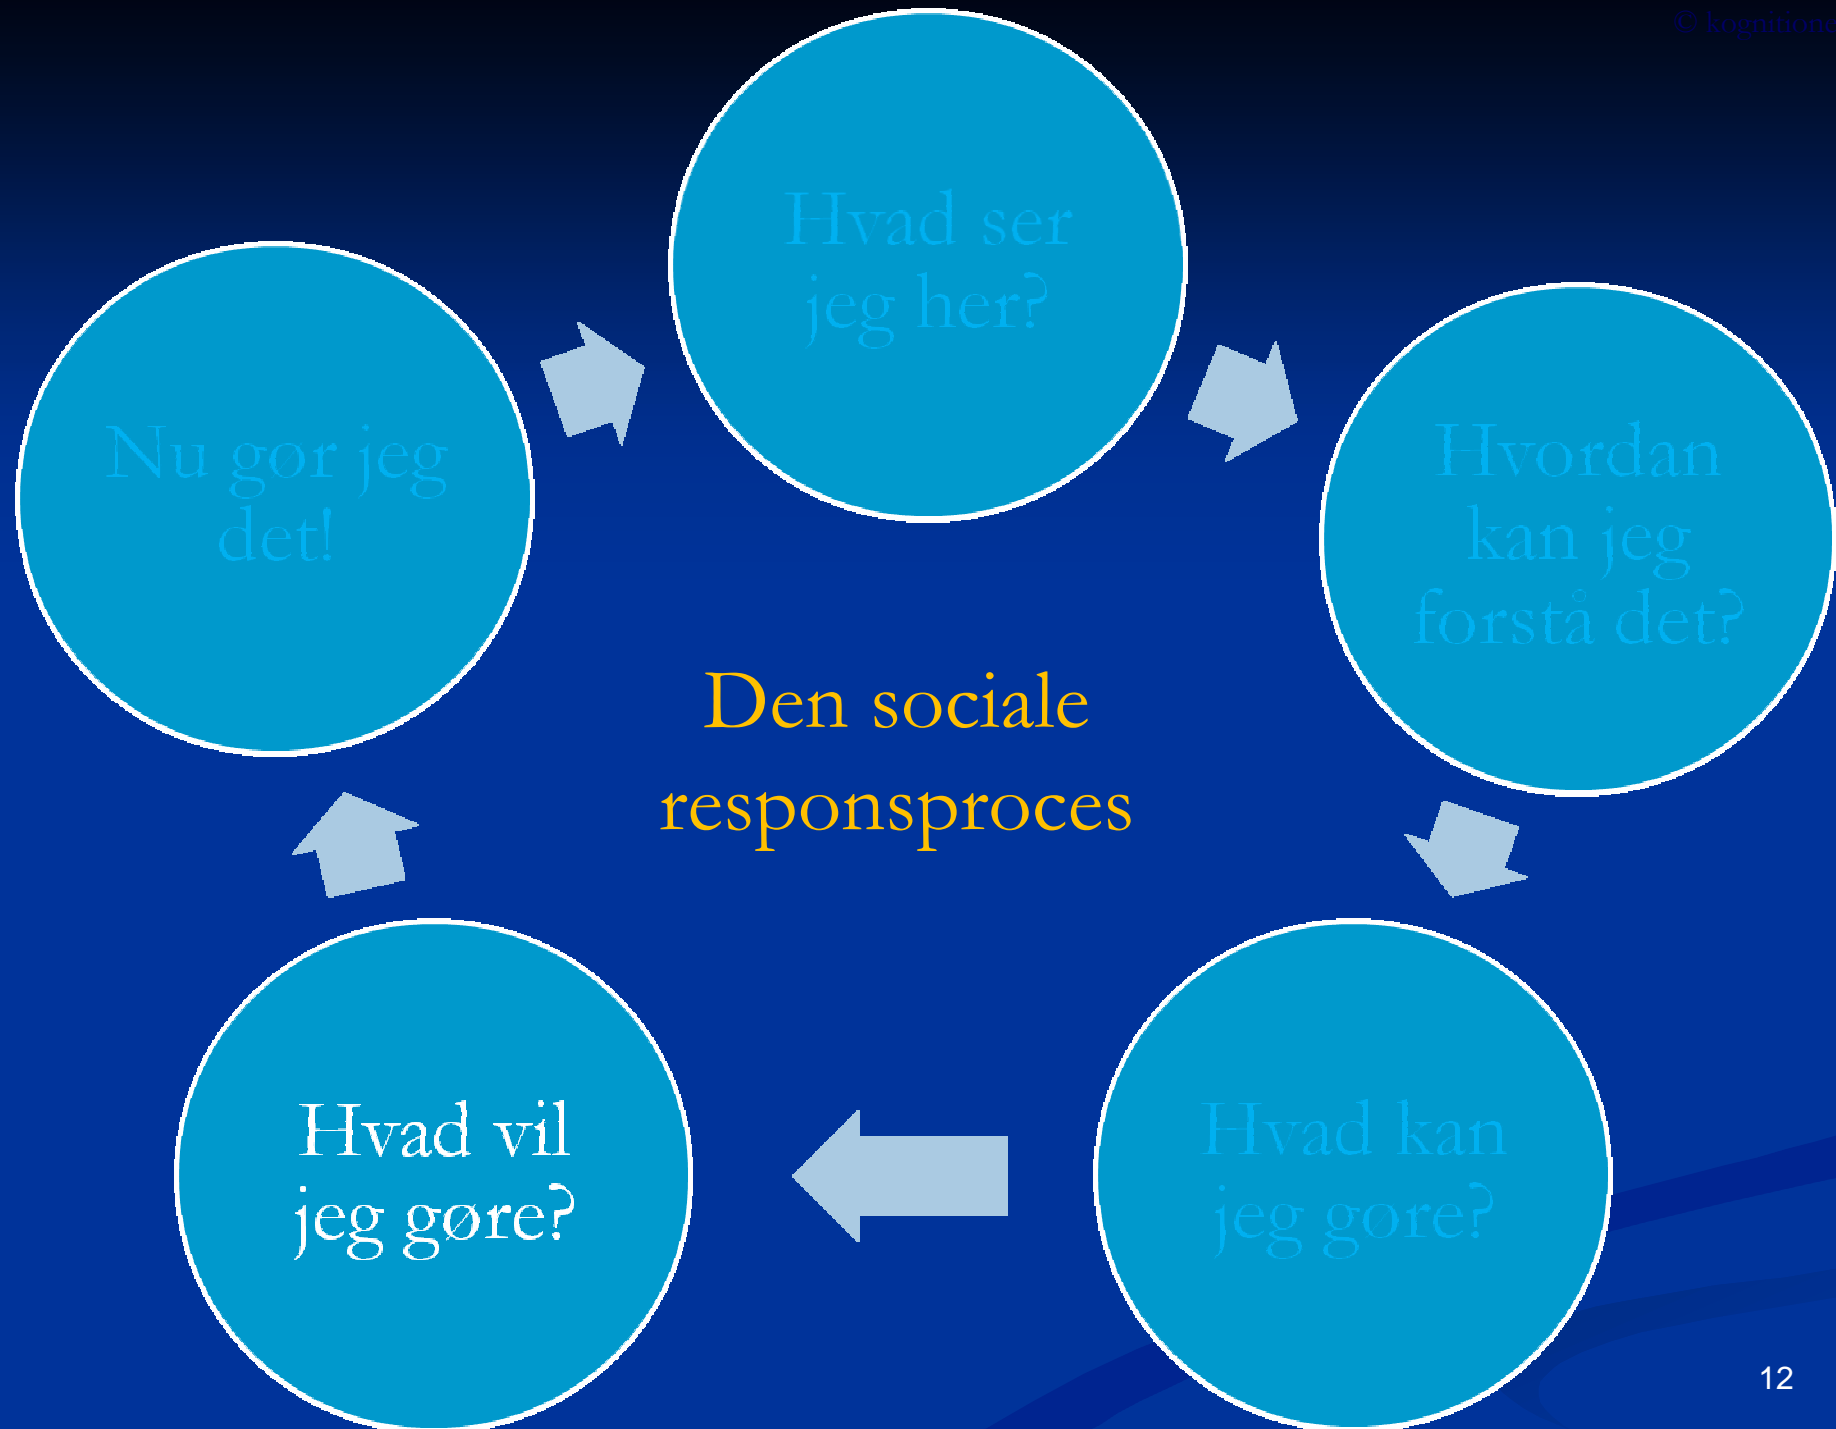 Hvad ser
jeg her?
Hvordan
kan jeg
forstå det?
Hvad kan
jeg gøre?
Hvad vil
jeg gøre?
Nu gør jeg
det!
Den sociale
responsproces
12